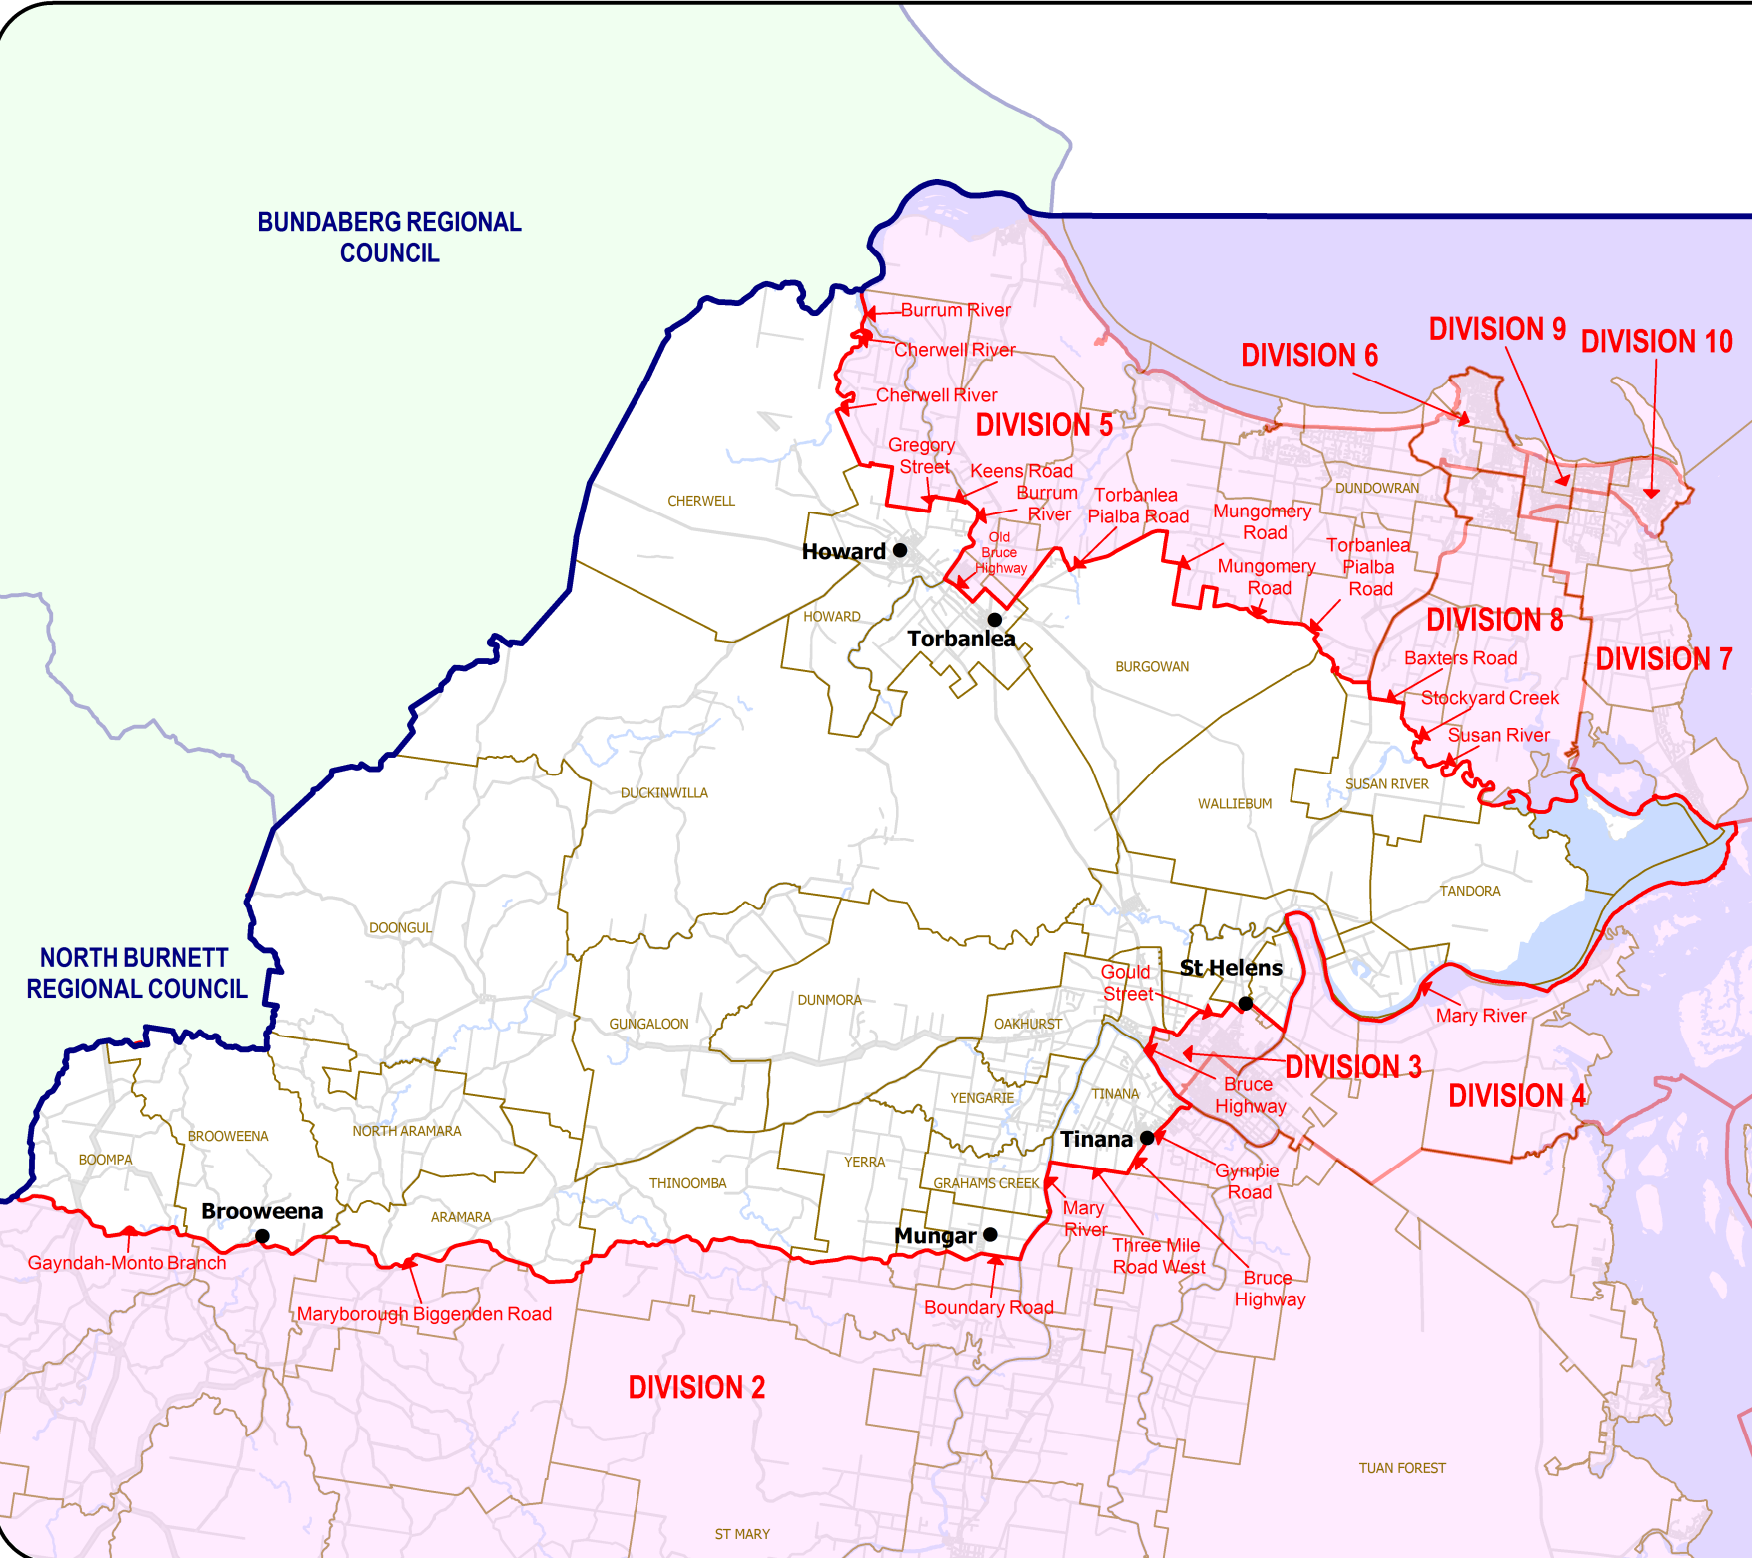 BUNDABERG REGIONAL
COUNCIL
Burrum River
DIVISION 9
DIVISION 10
DIVISION 6
Cherwell River
Cherwell River
DIVISION 5
Gregory
Street
Keens Road
Burrum
River
Torbanlea
Pialba Road
Mungomery
Road
DUNDOWRAN
CHERWELL
Old
Bruce
Highway
Howard
Mungomery
Road
Torbanlea
Pialba
Road
HOWARD
Torbanlea
DIVISION 8
BURGOWAN
Baxters Road
DIVISION 7
Stockyard Creek
Susan River
DUCKINWILLA
WALLIEBUM
SUSAN RIVER
TANDORA
DOONGUL
NORTH BURNETT
REGIONAL COUNCIL
Gould
Street
St Helens
DUNMORA
GUNGALOON
OAKHURST
Mary River
DIVISION 3
DIVISION 4
Bruce
Highway
YENGARIE
TINANA
BROOWEENA
NORTH ARAMARA
Tinana
BOOMPA
YERRA
GRAHAMS CREEK
THINOOMBA
Gympie
Road
Brooweena
ARAMARA
Mary
River
Mungar
Three Mile
Road West
Gayndah-Monto Branch
Bruce
Highway
Maryborough Biggenden Road
Boundary Road
DIVISION 2
TUAN FOREST
ST MARY